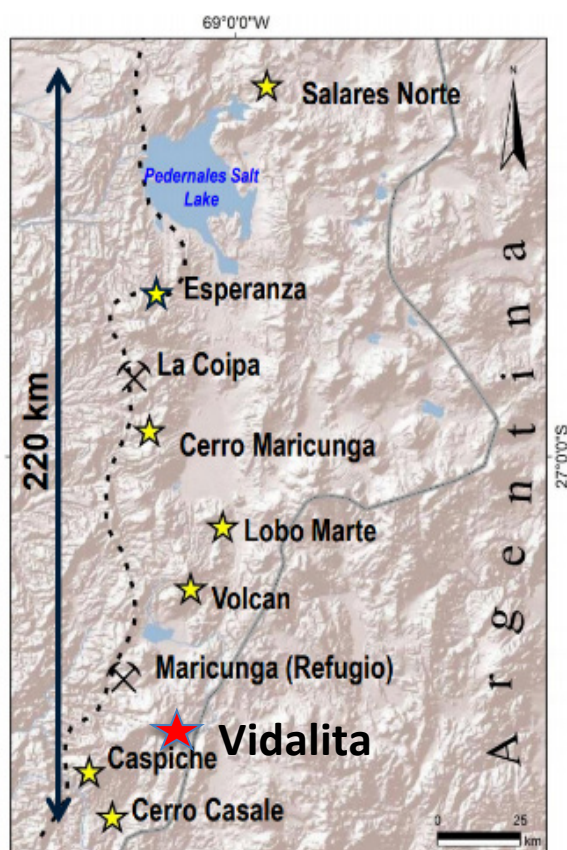 69°0'0"W
N
Salares Norte
Pedernales Salt
Lake
Esperanza
La Coipa
220 km
Cerro Maricunga
27°0'0"S
Argentina
Lobo Marte
Volcan
Maricunga (Refugio)
Vidalita
Caspiche
Cerro Casale
0 25
km